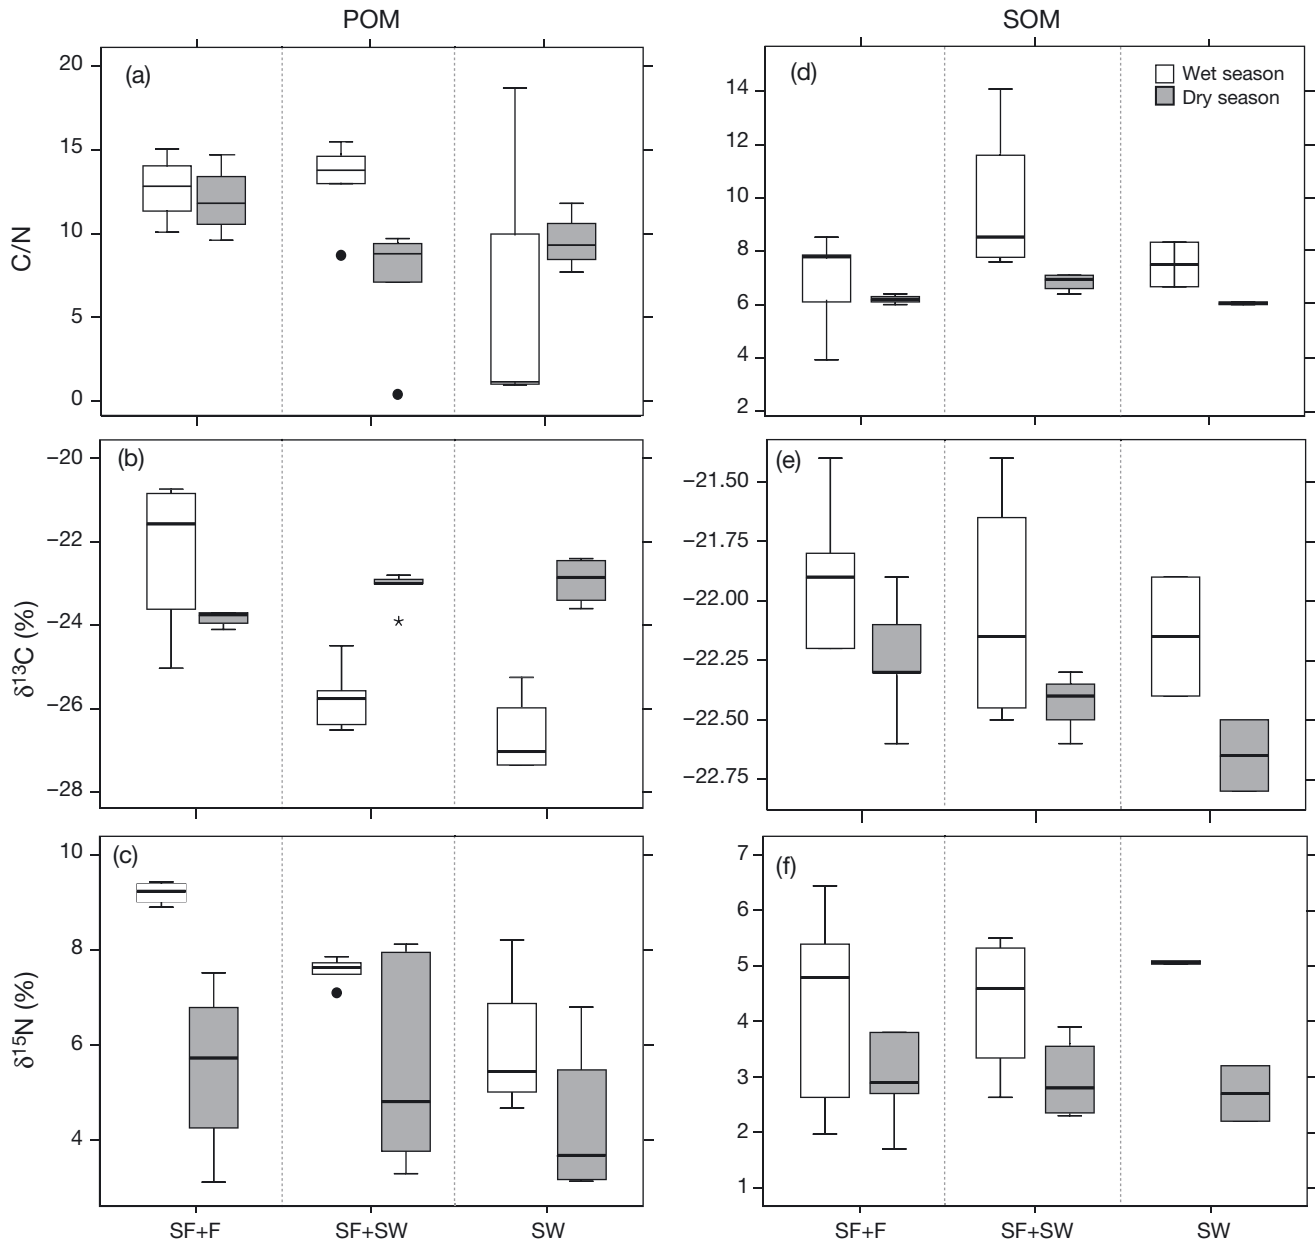 POM
SOM
(a)
C/N
20
15
10
5
0
(d)
Wet season
Dry season
14
12
10
8
6
4
2
(b)
δ¹³C (%)
−20
−22
−24
−26
−28
*
(e)
−21.50
−21.75
−22.00
−22.25
−22.50
−22.75
(c)
δ¹⁵N (%)
10
8
6
4
(f)
7
6
5
4
3
2
1
SF+F
SF+SW
SW
SF+F
SF+SW
SW